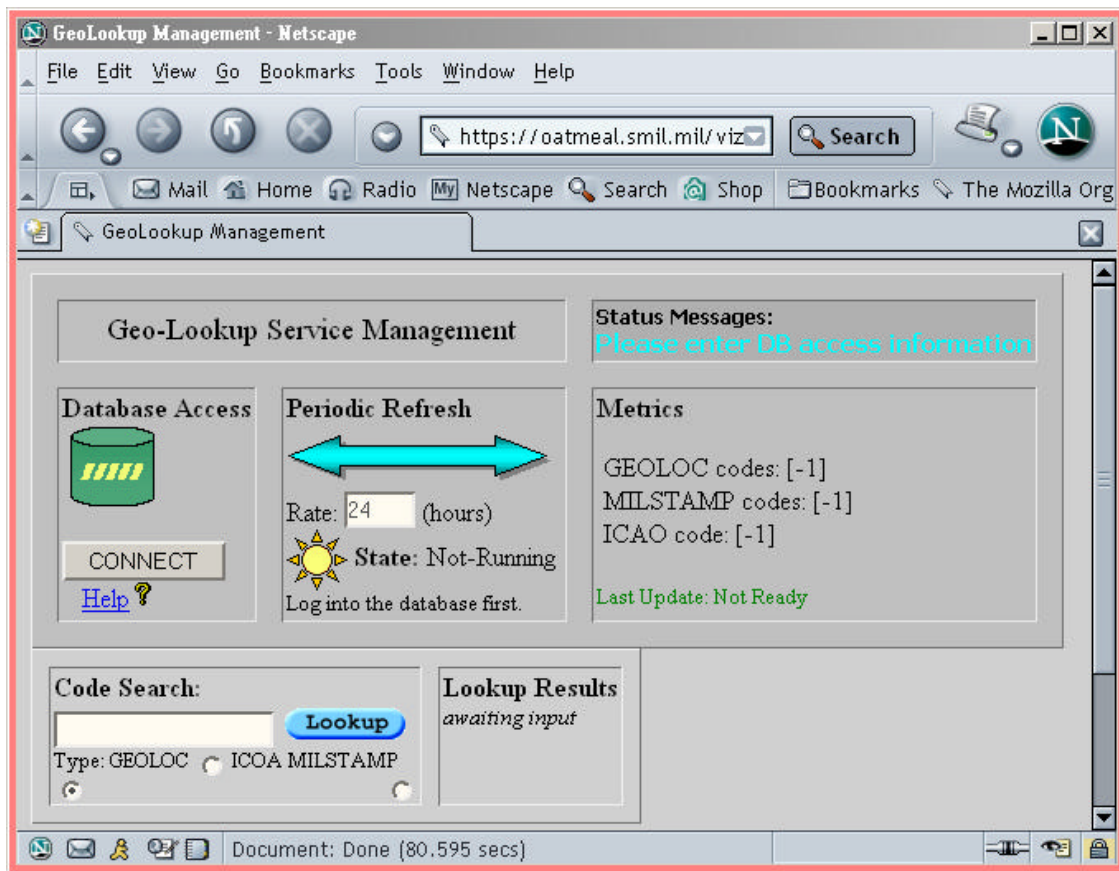 GeoLookup Management - Netscape
File Edit View Go Bookmarks Tools Window Help
https://oatmeal.smil.mil/viz Search N
Mail Home Radio My Netscape Search Shop Bookmarks The Mozilla Org
GeoLookup Management
Geo-Lookup Service Management
Status Messages:
Please enter DB access information
Database Access
CONNECT
Help ?
Periodic Refresh
Rate: 24 (hours)
State: Not-Running
Log into the database first.
Metrics
GEOLOC codes: [-1]
MILSTAMP codes: [-1]
ICAO code: [-1]
Last Update: Not Ready
Code Search:
Lookup
Type: GEOLOC ICOA MILSTAMP
Lookup Results
awaiting input
Document: Done (80.595 secs)